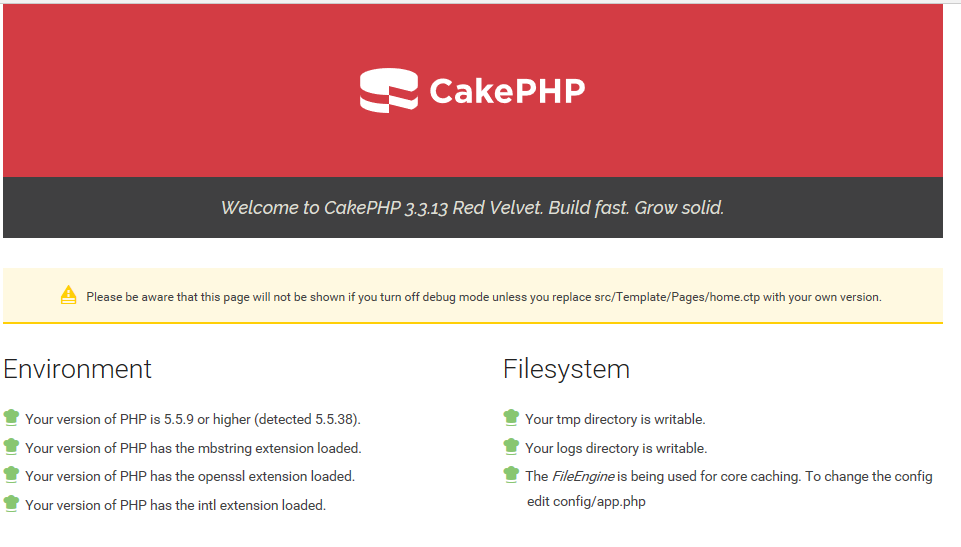 CakePHP
Welcome to CakePHP 3.3.13 Red Velvet. Build fast. Grow solid.
Please be aware that this page will not be shown if you turn off debug mode unless you replace src/Template/Pages/home.ctp with your own version.
Environment
Your version of PHP is 5.5.9 or higher (detected 5.5.38).
Your version of PHP has the mbstring extension loaded.
Your version of PHP has the openssl extension loaded.
Your version of PHP has the intl extension loaded.
Filesystem
Your tmp directory is writable.
Your logs directory is writable.
The FileEngine is being used for core caching. To change the config
edit config/app.php